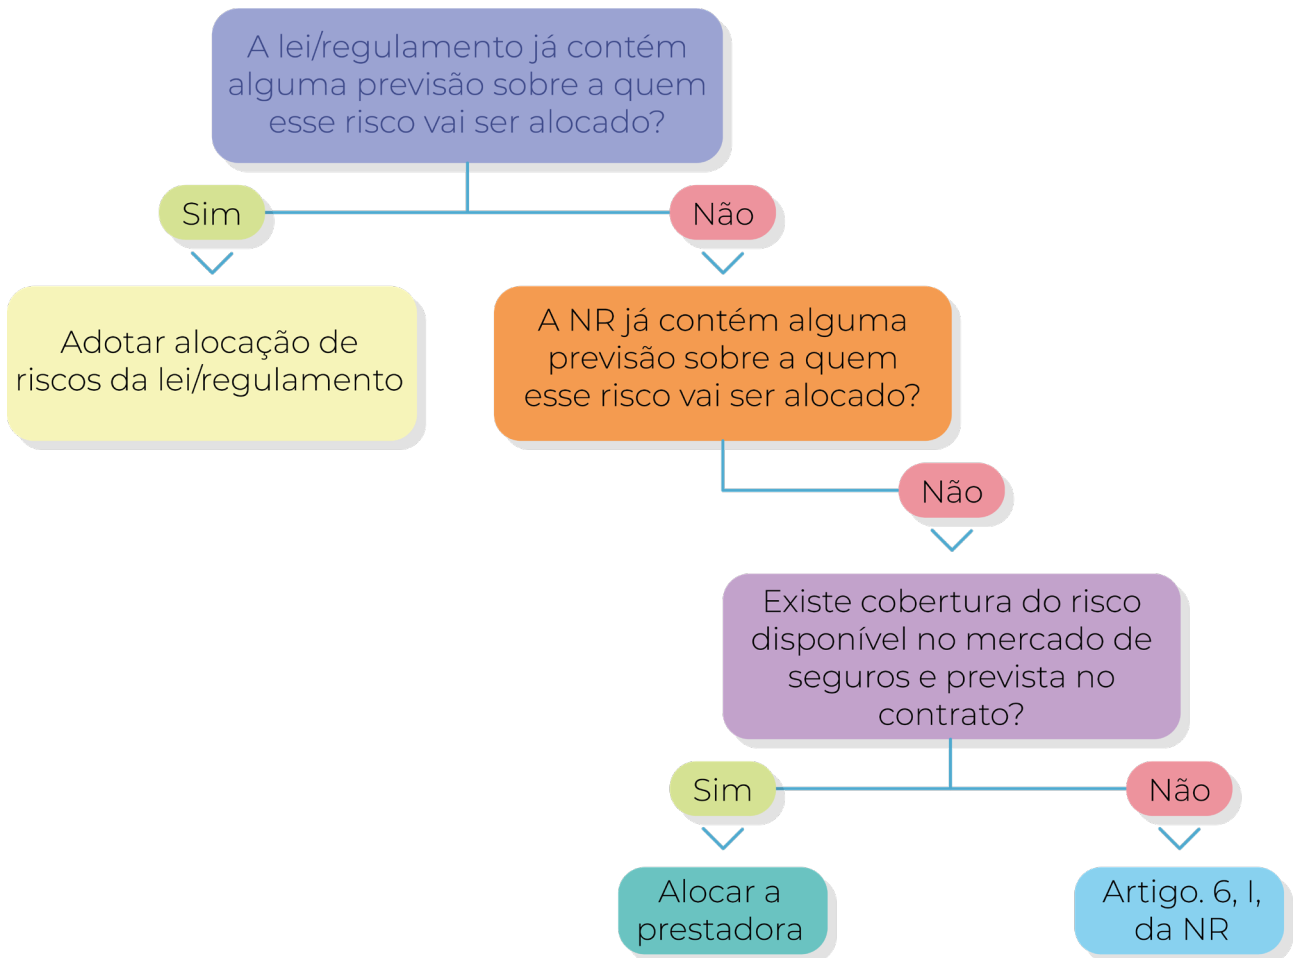 A lei/regulamento já contém
alguma previsão sobre a quem
esse risco vai ser alocado?
Sim
Não
Adotar alocação de
riscos da lei/regulamento
A NR já contém alguma
previsão sobre a quem
esse risco vai ser alocado?
Não
Existe cobertura do risco
disponível no mercado de
seguros e prevista no
contrato?
Sim
Não
Alocar a
prestadora
Artigo. 6, I,
da NR